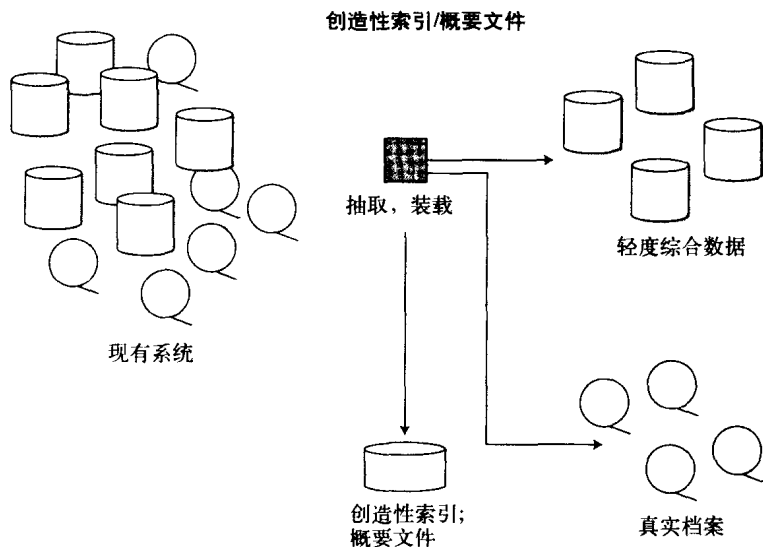 创造性索引/概要文件
抽取，装载
轻度综合数据
现有系统
创造性索引；
概要文件
真实档案